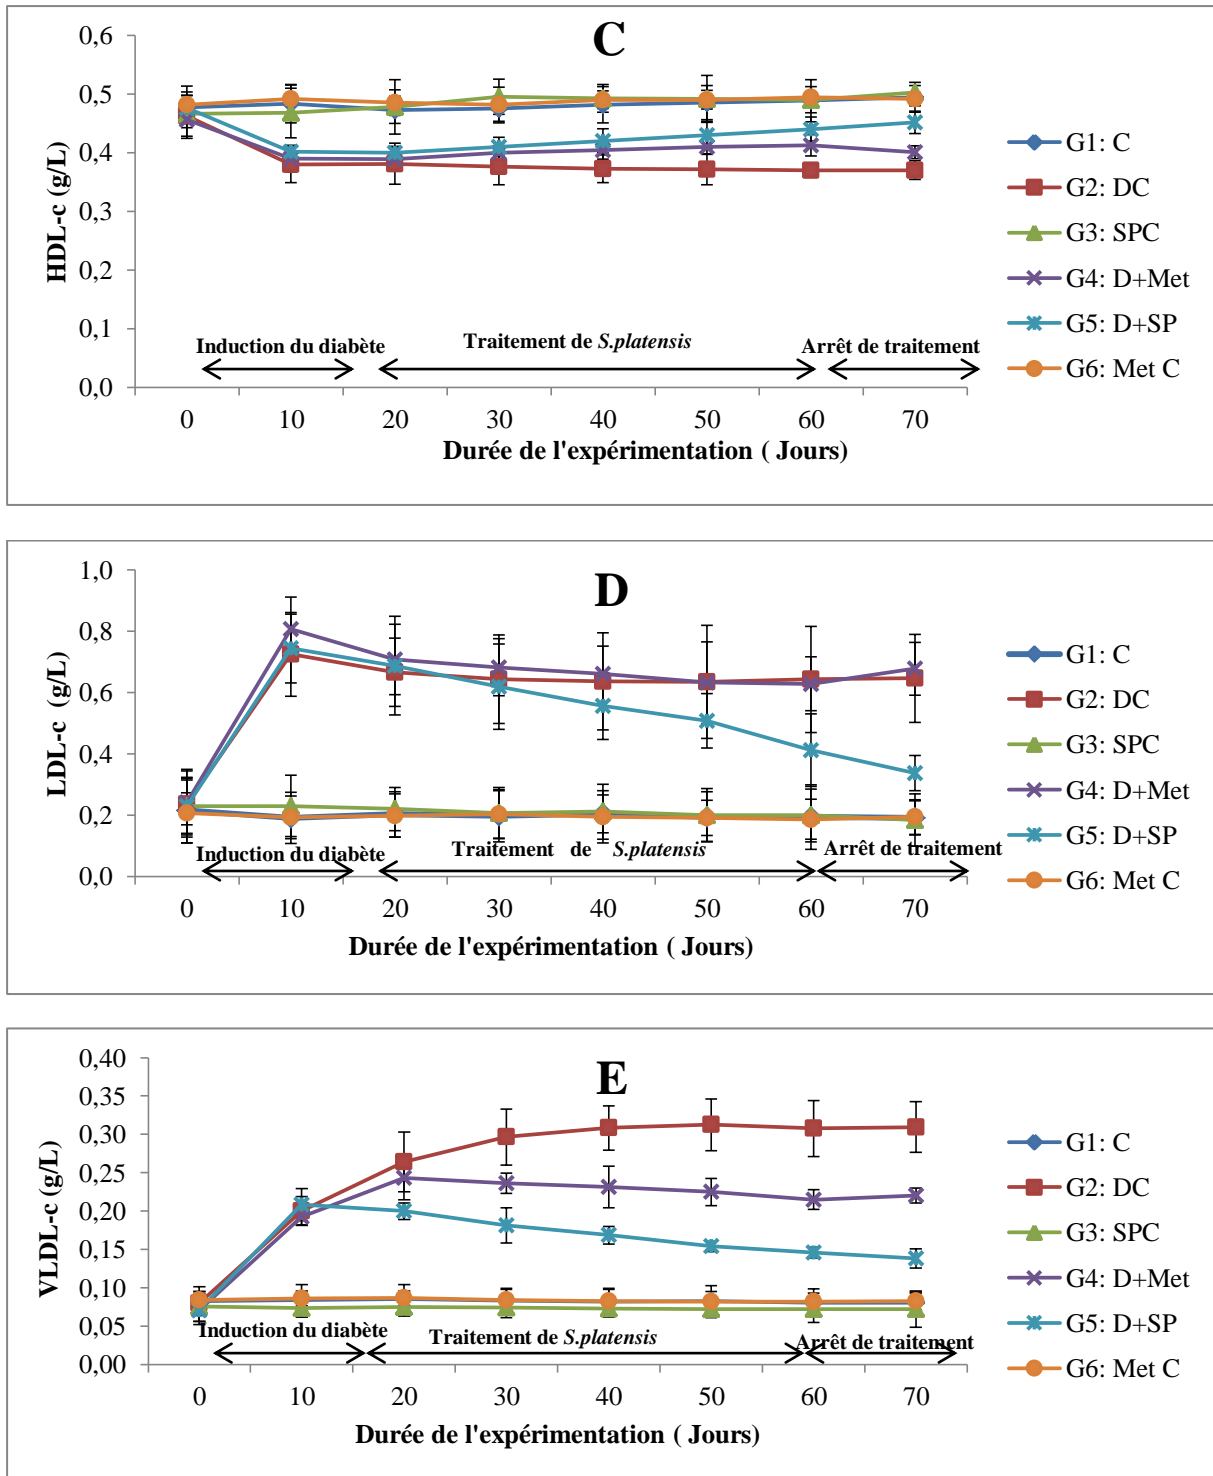 C
0,6
0,5
0,4
0,3
0,2
0,1
0,0
HDL-c (g/L)
Induction du diabète
Traitement de S.platensis
Arrêt de traitement
0 10 20 30 40 50 60 70
Durée de l'expérimentation ( Jours)
G1: C
G2: DC
G3: SPC
G4: D+Met
G5: D+SP
G6: Met C
D
1,0
0,8
0,6
0,4
0,2
0,0
LDL-c (g/L)
Induction du diabète
Traitement de S.platensis
Arrêt de traitement
0 10 20 30 40 50 60 70
Durée de l'expérimentation ( Jours)
G1: C
G2: DC
G3: SPC
G4: D+Met
G5: D+SP
G6: Met C
E
0,40
0,35
0,30
0,25
0,20
0,15
0,10
0,05
0,00
VLDL-c (g/L)
Induction du diabète
Traitement de S.platensis
Arrêt de traitement
0 10 20 30 40 50 60 70
Durée de l'expérimentation ( Jours)
G1: C
G2: DC
G3: SPC
G4: D+Met
G5: D+SP
G6: Met C